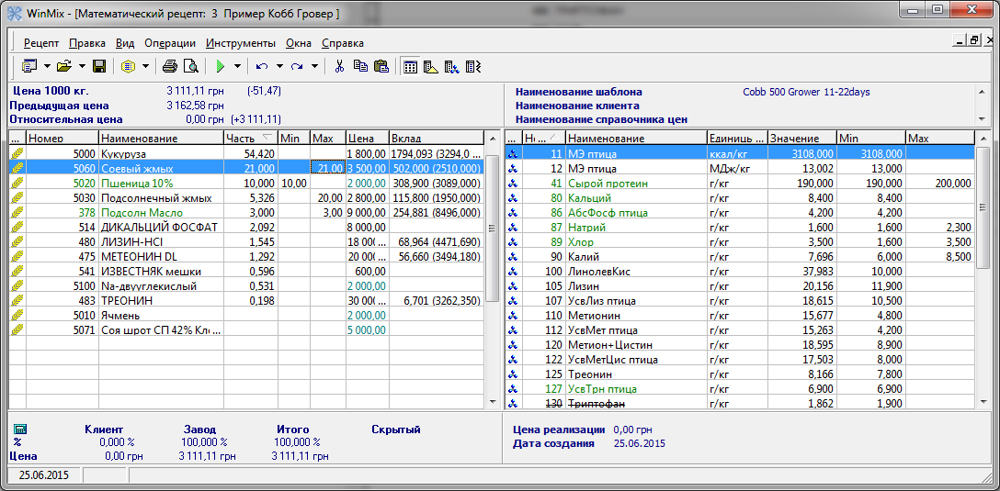 WinMix - [Математический рецепт: 3 Пример Кобб Гровер ]
Рецепт Правка Вид Операции Инструменты Окна Справка
Цена 1000 кг. 3 111,11 грн (-51,47)
Предыдущая цена 3 162,58 грн
Относительная цена 0,00 грн (+3 111,11)
Наименование шаблона Cobb 500 Grower 11-22days
Наименование клиента
Наименование справочника цен
... Номер Наименование Часть Min Max Цена Вклад
5000 Кукуруза 54,420 1 800,00 1794,093 (3294,0 ...
5060 Соевый жмых 21,000 21,00 3 500,00 502,000 (2510,000)
5020 Пшеница 10% 10,000 10,00 2 000,00 308,900 (3089,000)
5030 Подсолнечный жмых 5,326 20,00 2 800,00 115,800 (1950,000)
378 Подсолн Масло 3,000 3,00 9 000,00 254,881 (8496,000)
514 ДИКАЛЬЦИЙ ФОСФАТ 2,092 8 000,00
480 ЛИЗИН-HCl 1,545 18 000 ... 68,964 (4471,690)
475 МЕТЕОНИН DL 1,292 20 000 ... 56,660 (3494,180)
541 ИЗВЕСТНЯК мешки 0,596 600,00
5100 Na-двууглекислый 0,531 2 000,00
483 ТРЕОНИН 0,198 30 000 ... 6,701 (3262,350)
5010 Ячмень 2 000,00
5071 Соя шрот СП 42% Кл ... 5 000,00
... Но... Наименование Единицы ... Значение Min Max
11 МЭ птица ккал/кг 3108,000 3108,000
12 МЭ птица МДж/кг 13,002 13,000
41 Сырой протеин г/кг 190,000 190,000 200,000
80 Кальций г/кг 8,400 8,400
86 АбсФосф птица г/кг 4,200 4,200
87 Натрий г/кг 1,600 1,600 2,300
89 Хлор г/кг 3,500 1,600 3,500
90 Калий г/кг 7,696 6,000 8,500
100 ЛинолевКис г/кг 37,983 10,000
105 Лизин г/кг 20,156 11,900
107 УсвЛиз птица г/кг 18,615 10,500
110 Метионин г/кг 15,677 4,800
112 УсвМет птица г/кг 15,263 4,200
120 Метион+Цистин г/кг 18,595 8,900
122 УсвМетЦис птица г/кг 17,503 8,000
125 Треонин г/кг 8,166 7,800
127 УсвТрн птица г/кг 6,900 6,900
130 Триптофан г/кг 1,862 1,900
Клиент Завод Итого Скрытый
% 0,000 % 100,000 % 100,000 %
Цена 0,00 грн 3 111,11 грн 3 111,11 грн
Цена реализации 0,00 грн
Дата создания 25.06.2015
25.06.2015